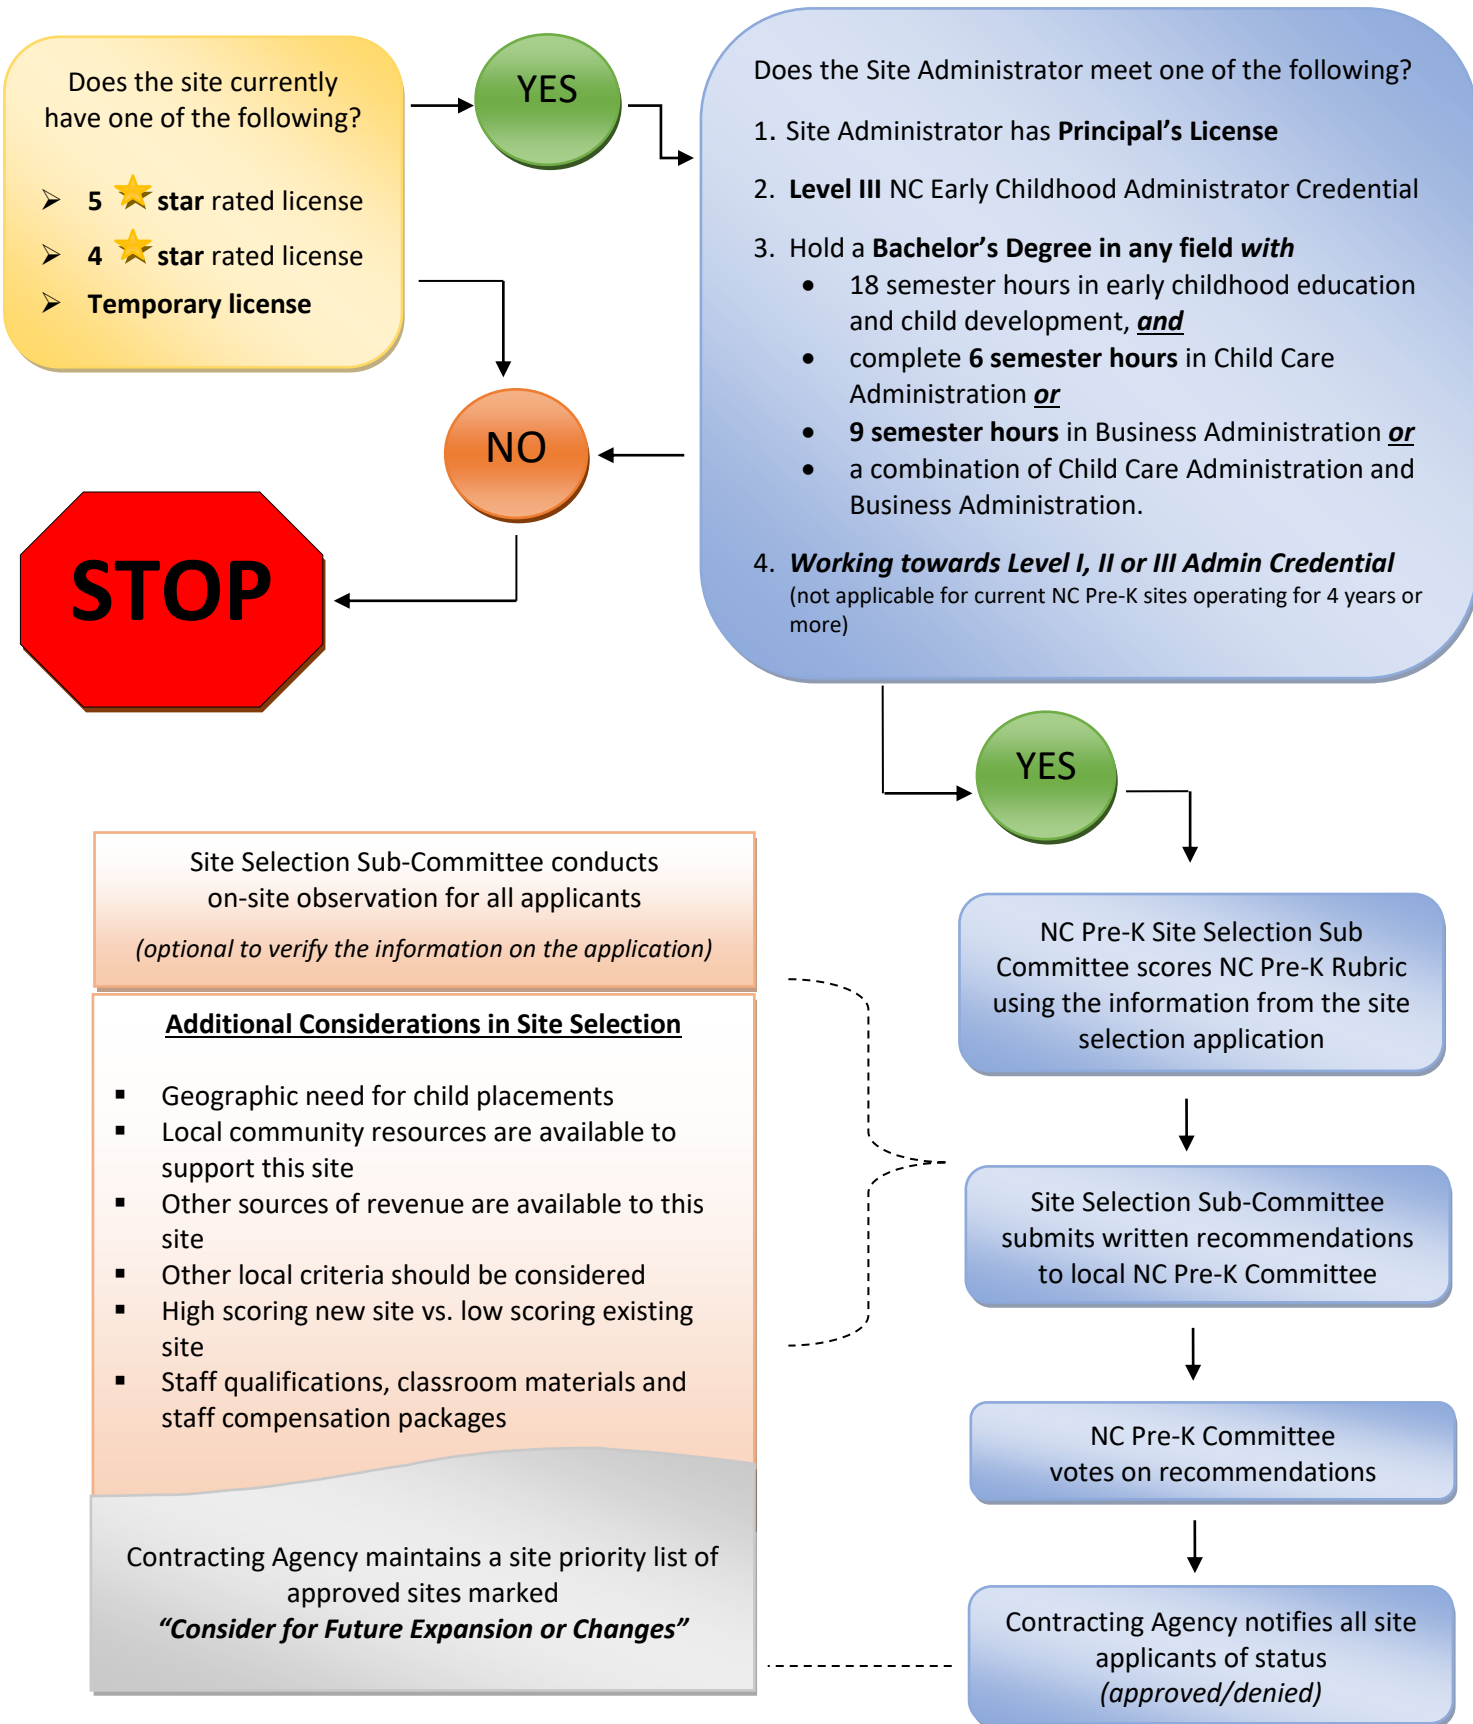 Does the site currently
have one of the following?
➢ 5 star rated license
➢ 4 star rated license
➢ Temporary license
YES
Does the Site Administrator meet one of the following?
1. Site Administrator has Principal’s License
2. Level III NC Early Childhood Administrator Credential
3. Hold a Bachelor’s Degree in any field with
• 18 semester hours in early childhood education
and child development, and
• complete 6 semester hours in Child Care
Administration or
• 9 semester hours in Business Administration or
• a combination of Child Care Administration and
Business Administration.
4. Working towards Level I, II or III Admin Credential
(not applicable for current NC Pre-K sites operating for 4 years or
more)
NO
STOP
YES
NC Pre-K Site Selection Sub
Committee scores NC Pre-K Rubric
using the information from the site
selection application
Site Selection Sub-Committee
submits written recommendations
to local NC Pre-K Committee
NC Pre-K Committee
votes on recommendations
Contracting Agency notifies all site
applicants of status
(approved/denied)
Site Selection Sub-Committee conducts
on-site observation for all applicants
(optional to verify the information on the application)
Additional Considerations in Site Selection
▪ Geographic need for child placements
▪ Local community resources are available to
support this site
▪ Other sources of revenue are available to this
site
▪ Other local criteria should be considered
▪ High scoring new site vs. low scoring existing
site
▪ Staff qualifications, classroom materials and
staff compensation packages
Contracting Agency maintains a site priority list of
approved sites marked
“Consider for Future Expansion or Changes”